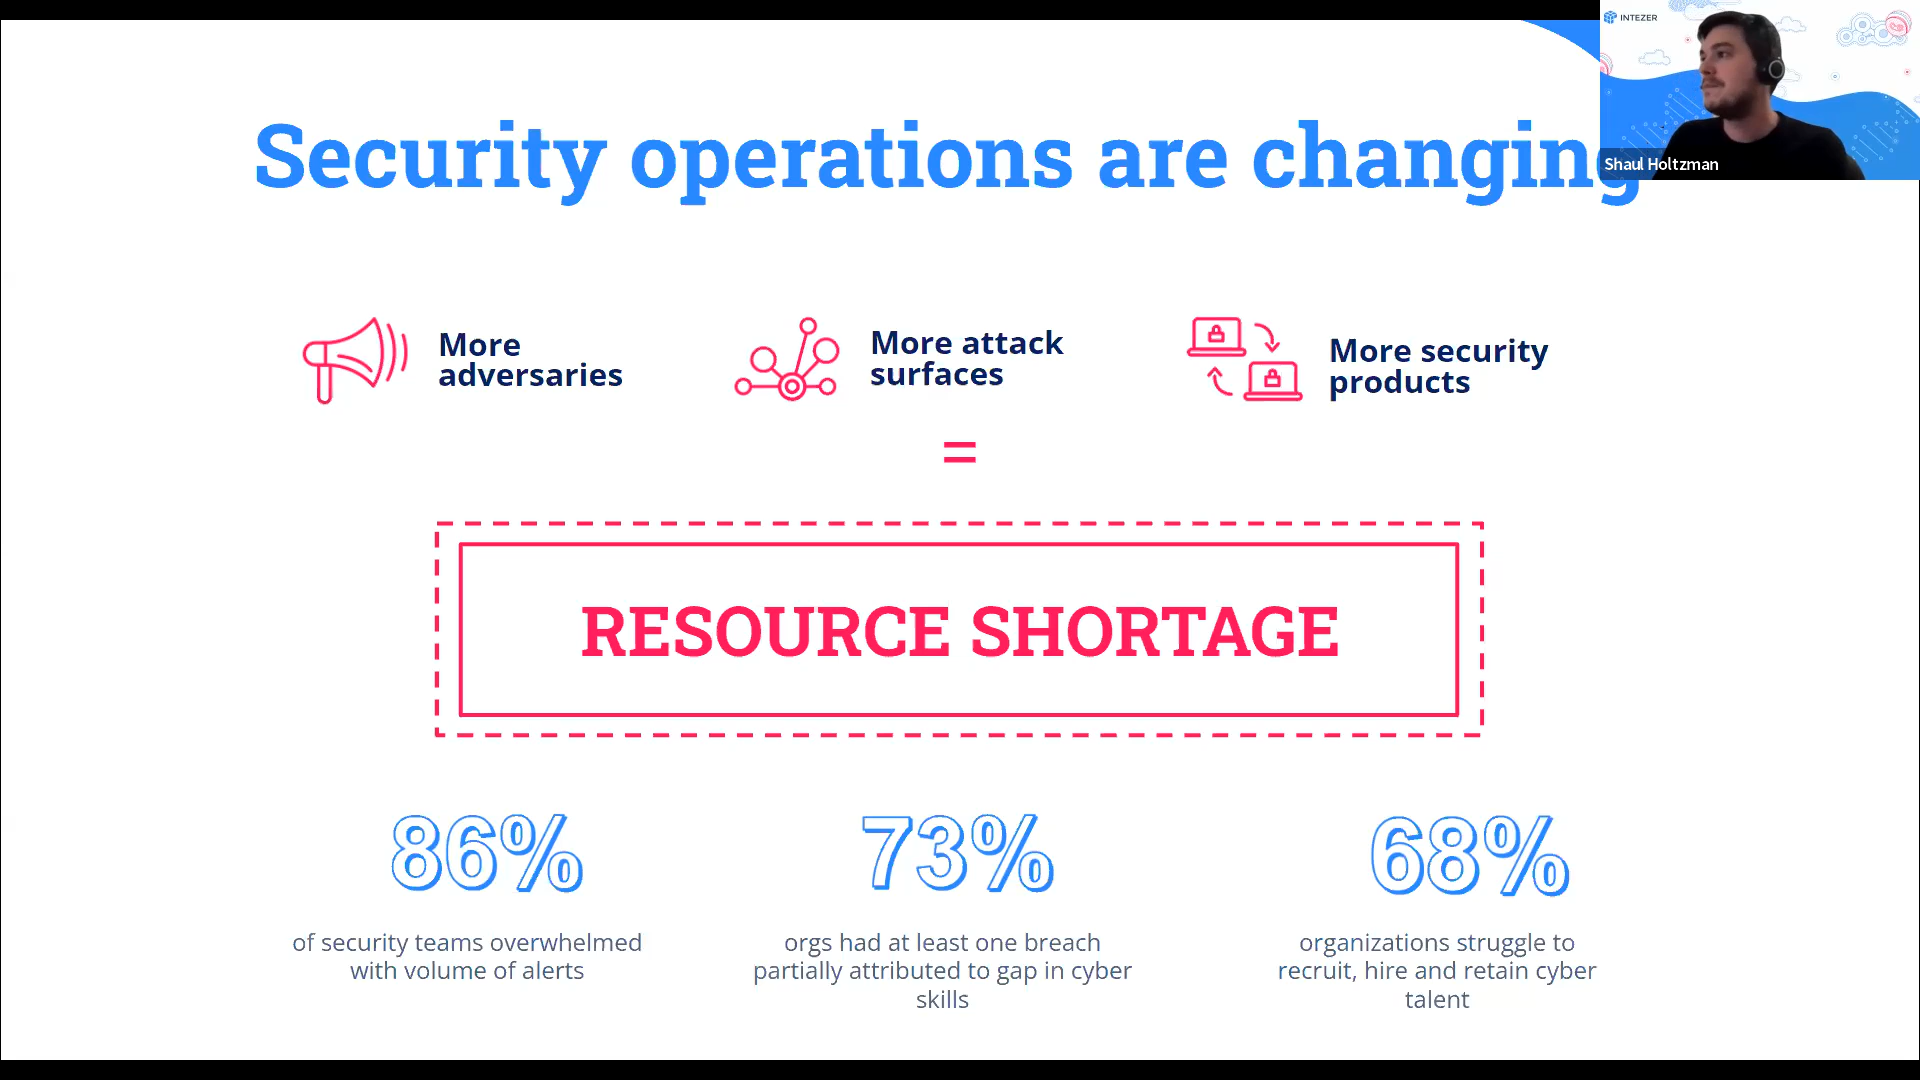 INTEZER
Shaul Holtzman
Security operations are changing
More
adversaries
More attack
surfaces
More security
products
=
RESOURCE SHORTAGE
86%
of security teams overwhelmed
with volume of alerts
73%
orgs had at least one breach
partially attributed to gap in cyber
skills
68%
organizations struggle to
recruit, hire and retain cyber
talent